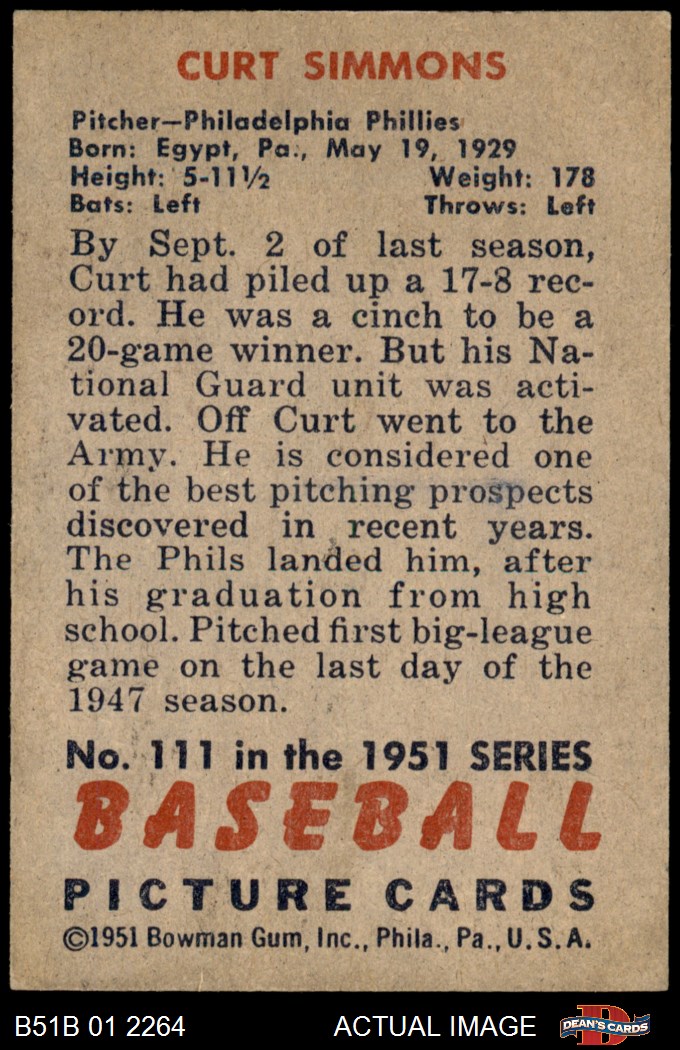 CURT SIMMONS
Pitcher—Philadelphia Phillies
Born: Egypt, Pa., May 19, 1929
Height: 5-11½ Weight: 178
Bats: Left Throws: Left
By Sept. 2 of last season,
Curt had piled up a 17-8 rec-
ord. He was a cinch to be a
20-game winner. But his Na-
tional Guard unit was acti-
vated. Off Curt went to the
Army. He is considered one
of the best pitching prospects
discovered in recent years.
The Phils landed him, after
his graduation from high
school. Pitched first big-league
game on the last day of the
1947 season.
No. 111 in the 1951 SERIES
BASEBALL
PICTURE CARDS
©1951 Bowman Gum, Inc., Phila., Pa., U.S.A.
B51B 01 2264 ACTUAL IMAGE D DEAN'S CARDS